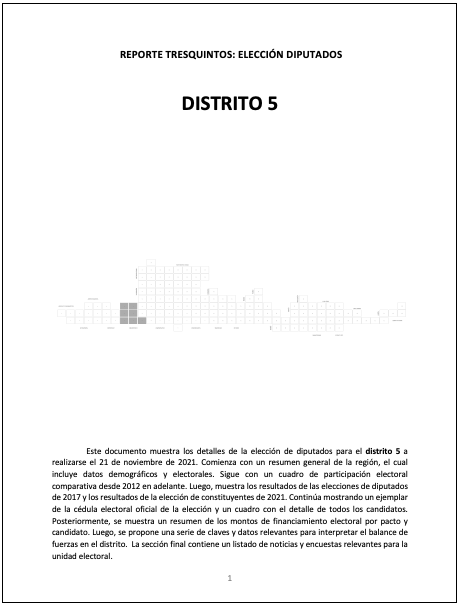 REPORTE TRESQUINTOS: ELECCIÓN DIPUTADOS
DISTRITO 5
Este documento muestra los detalles de la elección de diputados para el distrito 5 a
realizarse el 21 de noviembre de 2021. Comienza con un resumen general de la región, el cual
incluye datos demográficos y electorales. Sigue con un cuadro de participación electoral
comparativa desde 2012 en adelante. Luego, muestra los resultados de las elecciones de diputados
de 2017 y los resultados de la elección de constituyentes de 2021. Continúa mostrando un ejemplar
de la cédula electoral oficial de la elección y un cuadro con el detalle de todos los candidatos.
Posteriormente, se muestra un resumen de los montos de financiamiento electoral por pacto y
candidato. Luego, se propone una serie de claves y datos relevantes para interpretar el balance de
fuerzas en el distrito. La sección final contiene un listado de noticias y encuestas relevantes para la
unidad electoral.
1